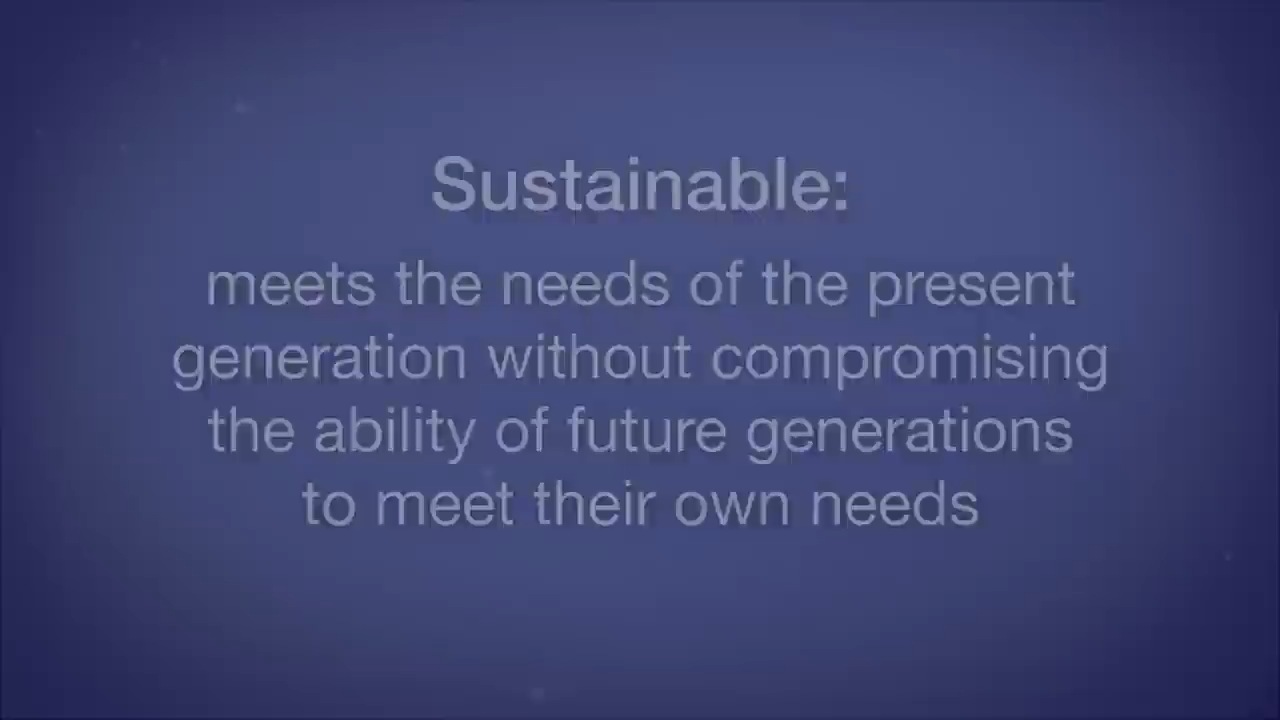 Sustainable:
meets the needs of the present
generation without compromising
the ability of future generations
to meet their own needs